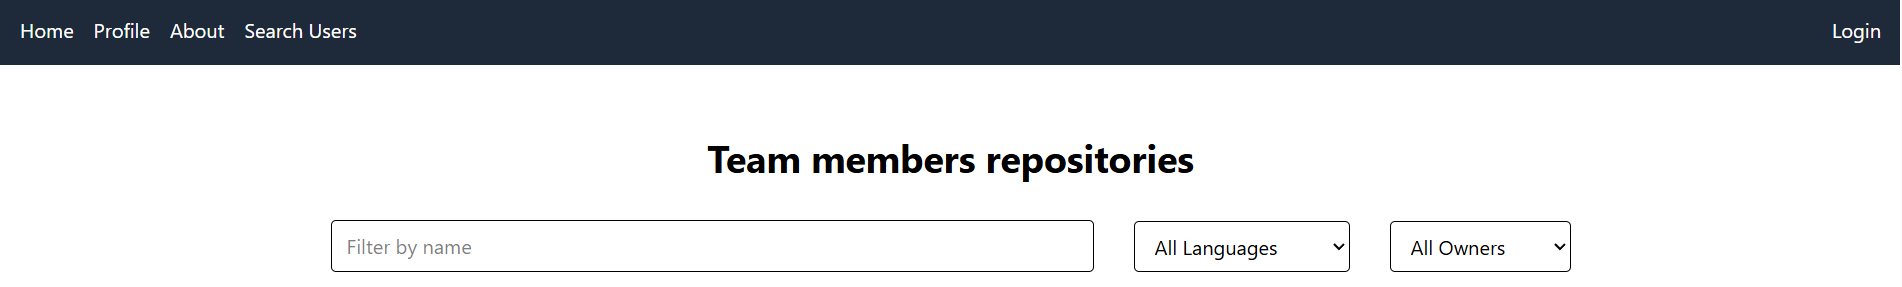 Home Profile About Search Users Login
Team members repositories
Filter by name All Languages All Owners